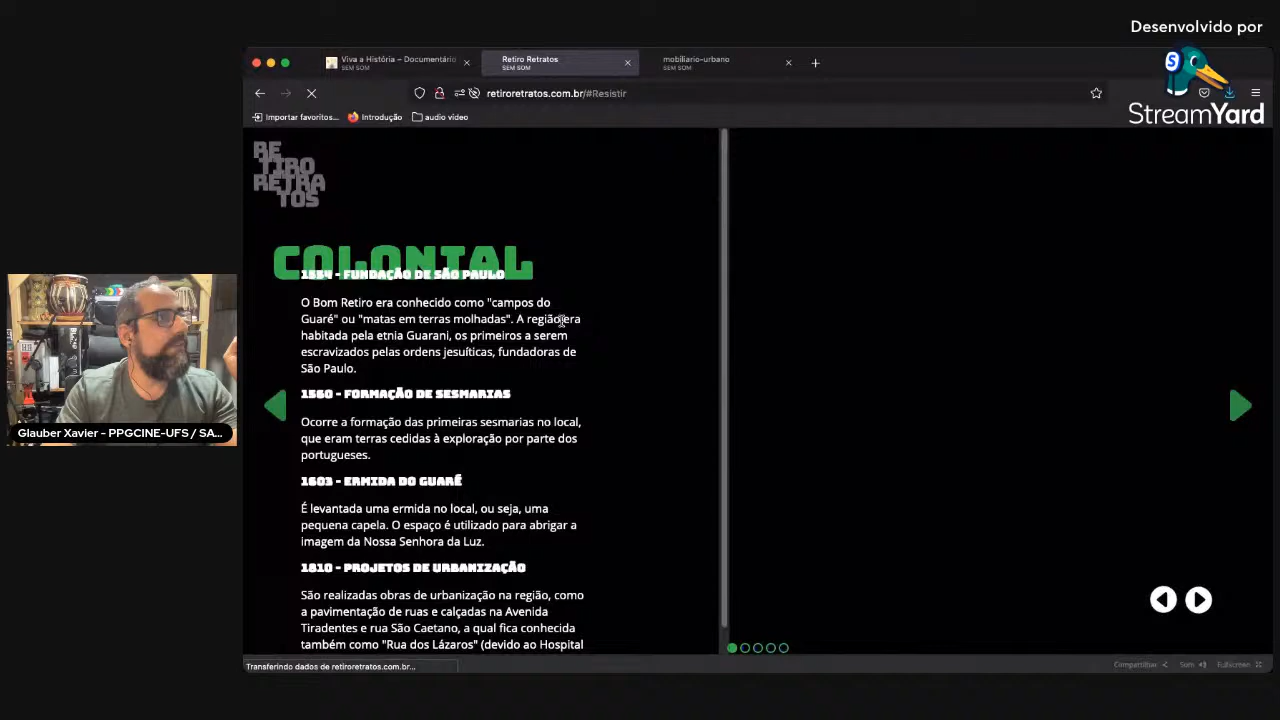 Desenvolvido por
StreamYard
Viva a História – Documentário
SEM SOM
Retiro Retratos
SEM SOM
mobiliario-urbano
SEM SOM
retiroretratos.com.br/#Resistir
Importar favoritos...
Introdução
audio video
RE
TIRO
RETRA
TOS
COLONIAL
1554 - FUNDAÇÃO DE SÃO PAULO
O Bom Retiro era conhecido como "campos do
Guaré" ou "matas em terras molhadas". A região era
habitada pela etnia Guarani, os primeiros a serem
escravizados pelas ordens jesuíticas, fundadoras de
São Paulo.
1560 - FORMAÇÃO DE SESMARIAS
Ocorre a formação das primeiras sesmarias no local,
que eram terras cedidas à exploração por parte dos
portugueses.
1603 - ERMIDA DO GUARÉ
É levantada uma ermida no local, ou seja, uma
pequena capela. O espaço é utilizado para abrigar a
imagem da Nossa Senhora da Luz.
1810 - PROJETOS DE URBANIZAÇÃO
São realizadas obras de urbanização na região, como
a pavimentação de ruas e calçadas na Avenida
Tiradentes e rua São Caetano, a qual fica conhecida
também como "Rua dos Lázaros" (devido ao Hospital
Transferindo dados de retiroretratos.com.br...
Compartilhar
Som
Fullscreen
Glauber Xavier - PPGCINE-UFS / SA...